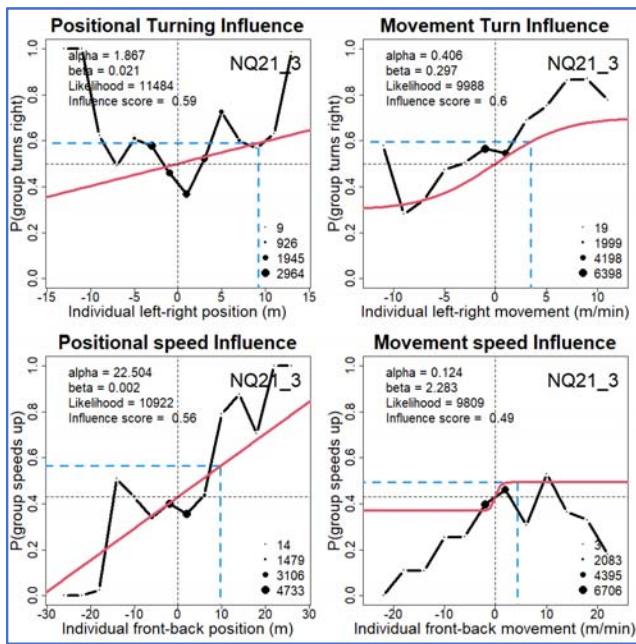 Positional Turning Influence
alpha = 1.867
beta = 0.021
Likelihood = 11484
Influence score = 0.59
NQ21_3
P(group turns right)
1.0
0.8
0.6
0.4
0.2
0.0
9
926
1945
2964
-15 -10 -5 0 5 10 15
Individual left-right position (m)
Movement Turn Influence
alpha = 0.406
beta = 0.297
Likelihood = 9988
Influence score = 0.6
NQ21_3
P(group turns right)
1.0
0.8
0.6
0.4
0.2
0.0
19
1999
4198
6398
-10 -5 0 5 10
Individual left-right movement (m/min)
Positional speed Influence
alpha = 22.504
beta = 0.002
Likelihood = 10922
Influence score = 0.56
NQ21_3
P(group speeds up)
1.0
0.8
0.6
0.4
0.2
0.0
14
1479
3106
4733
-30 -20 -10 0 10 20 30
Individual front-back position (m)
Movement speed Influence
alpha = 0.124
beta = 2.283
Likelihood = 9809
Influence score = 0.49
NQ21_3
P(group speeds up)
1.0
0.8
0.6
0.4
0.2
0.0
2083
4395
6706
-20 -10 0 10 20
Individual front-back movement (m/min)